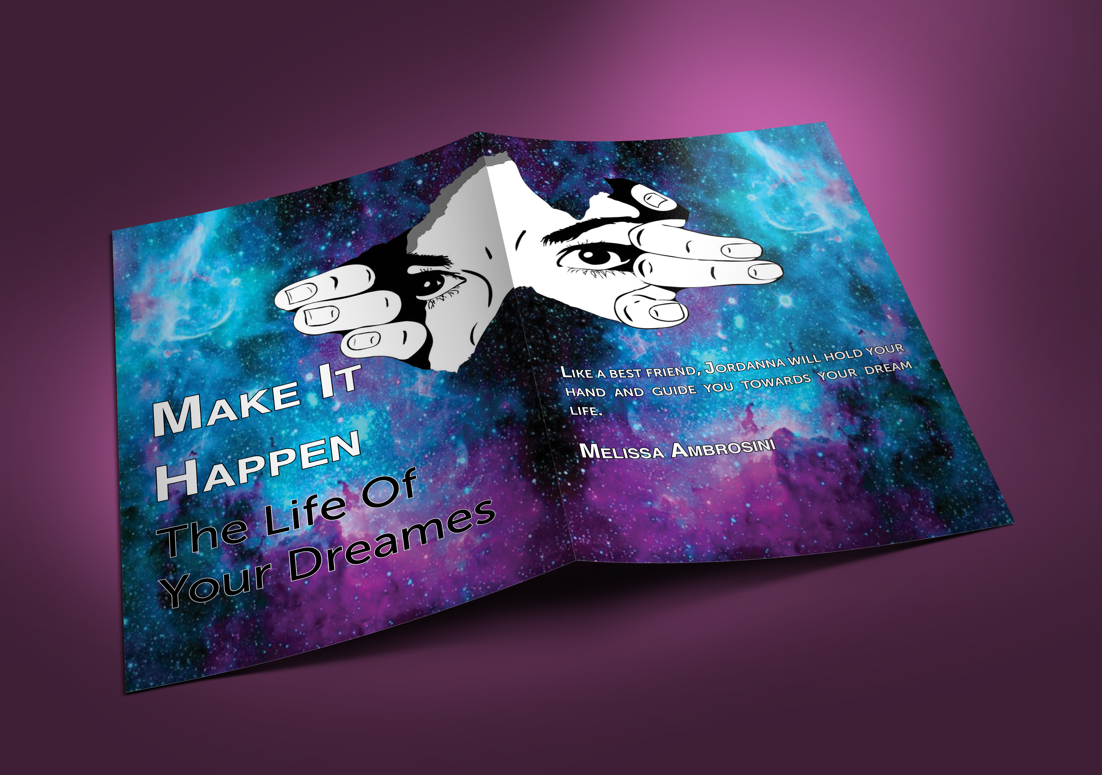 Make It
Happen
The Life Of
Your Dreames
Like a best friend, Jordanna will hold your
hand and guide you towards your dream
life.
Melissa Ambrosini